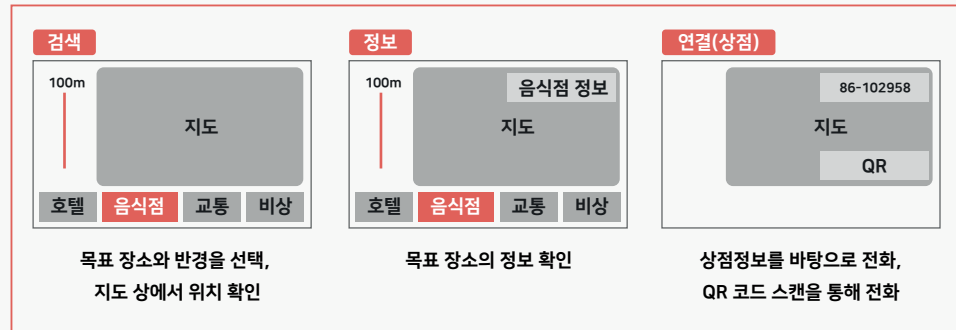 검색
100m
지도
호텔 음식점 교통 비상
목표 장소와 반경을 선택,
지도 상에서 위치 확인
정보
100m
음식점 정보
지도
호텔 음식점 교통 비상
목표 장소의 정보 확인
연결(상점)
86-102958
지도
QR
상점정보를 바탕으로 전화,
QR 코드 스캔을 통해 전화